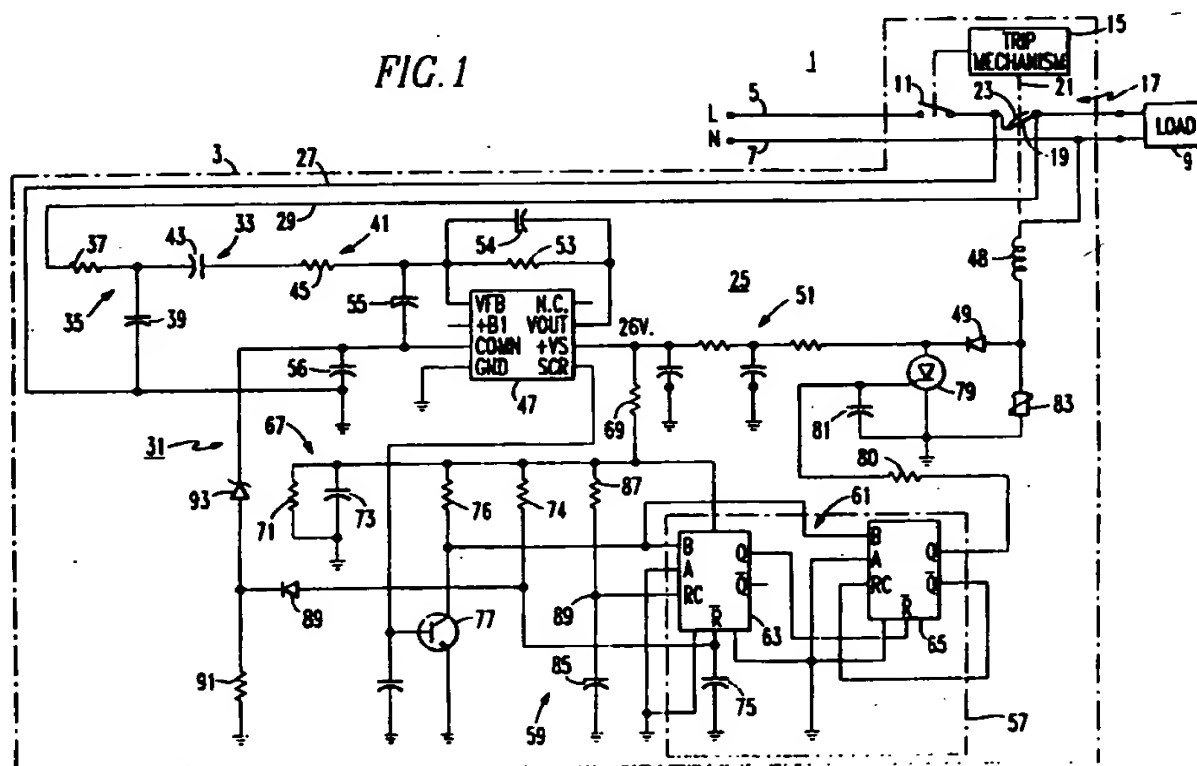 FIG. 1
1
15
TRIP
MECHANISM
21
17
11
23
5
L
N
7
19
LOAD
9
3
27
29
37
43
33
41
54
53
48
45
35
39
55
25
51
49
VFB
N.C.
+B1
VOUT
COMN
+VS
GND
SCR
26V.
47
56
79
83
81
69
31
67
80
87
93
71
73
76
74
61
B
A
RC
Q
Q̅
R̅
63
B
A
RC
Q
Q̅
R̅
65
89
77
89
91
85
59
75
57